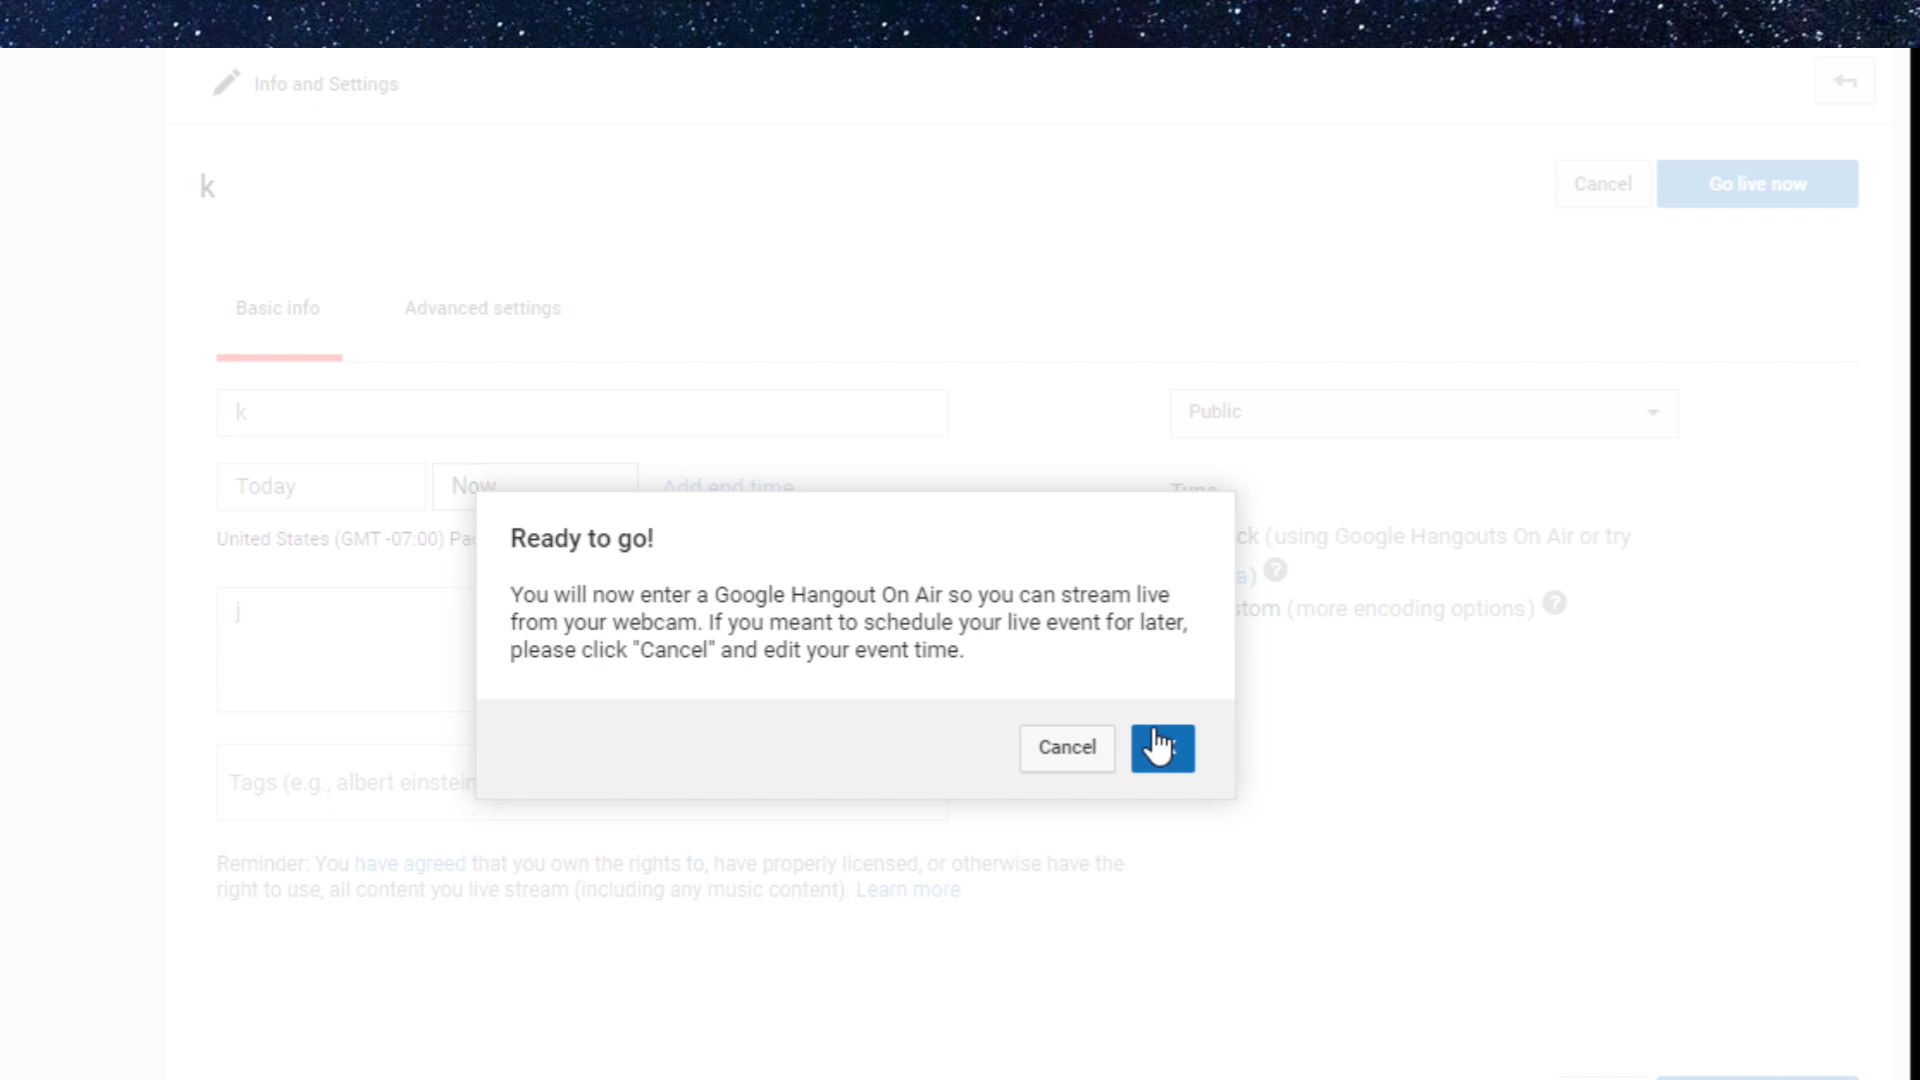 Info and Settings
k
Cancel
Go live now
Basic info
Advanced settings
k
Public
Today
Now
Add end time
Type
United States (GMT -07:00) Pa
ck (using Google Hangouts On Air or try
a)
?
stom (more encoding options)
?
j
Ready to go!
You will now enter a Google Hangout On Air so you can stream live
from your webcam. If you meant to schedule your live event for later,
please click "Cancel" and edit your event time.
Cancel
Tags (e.g., albert einstein
Reminder: You have agreed that you own the rights to, have properly licensed, or otherwise have the
right to use, all content you live stream (including any music content). Learn more